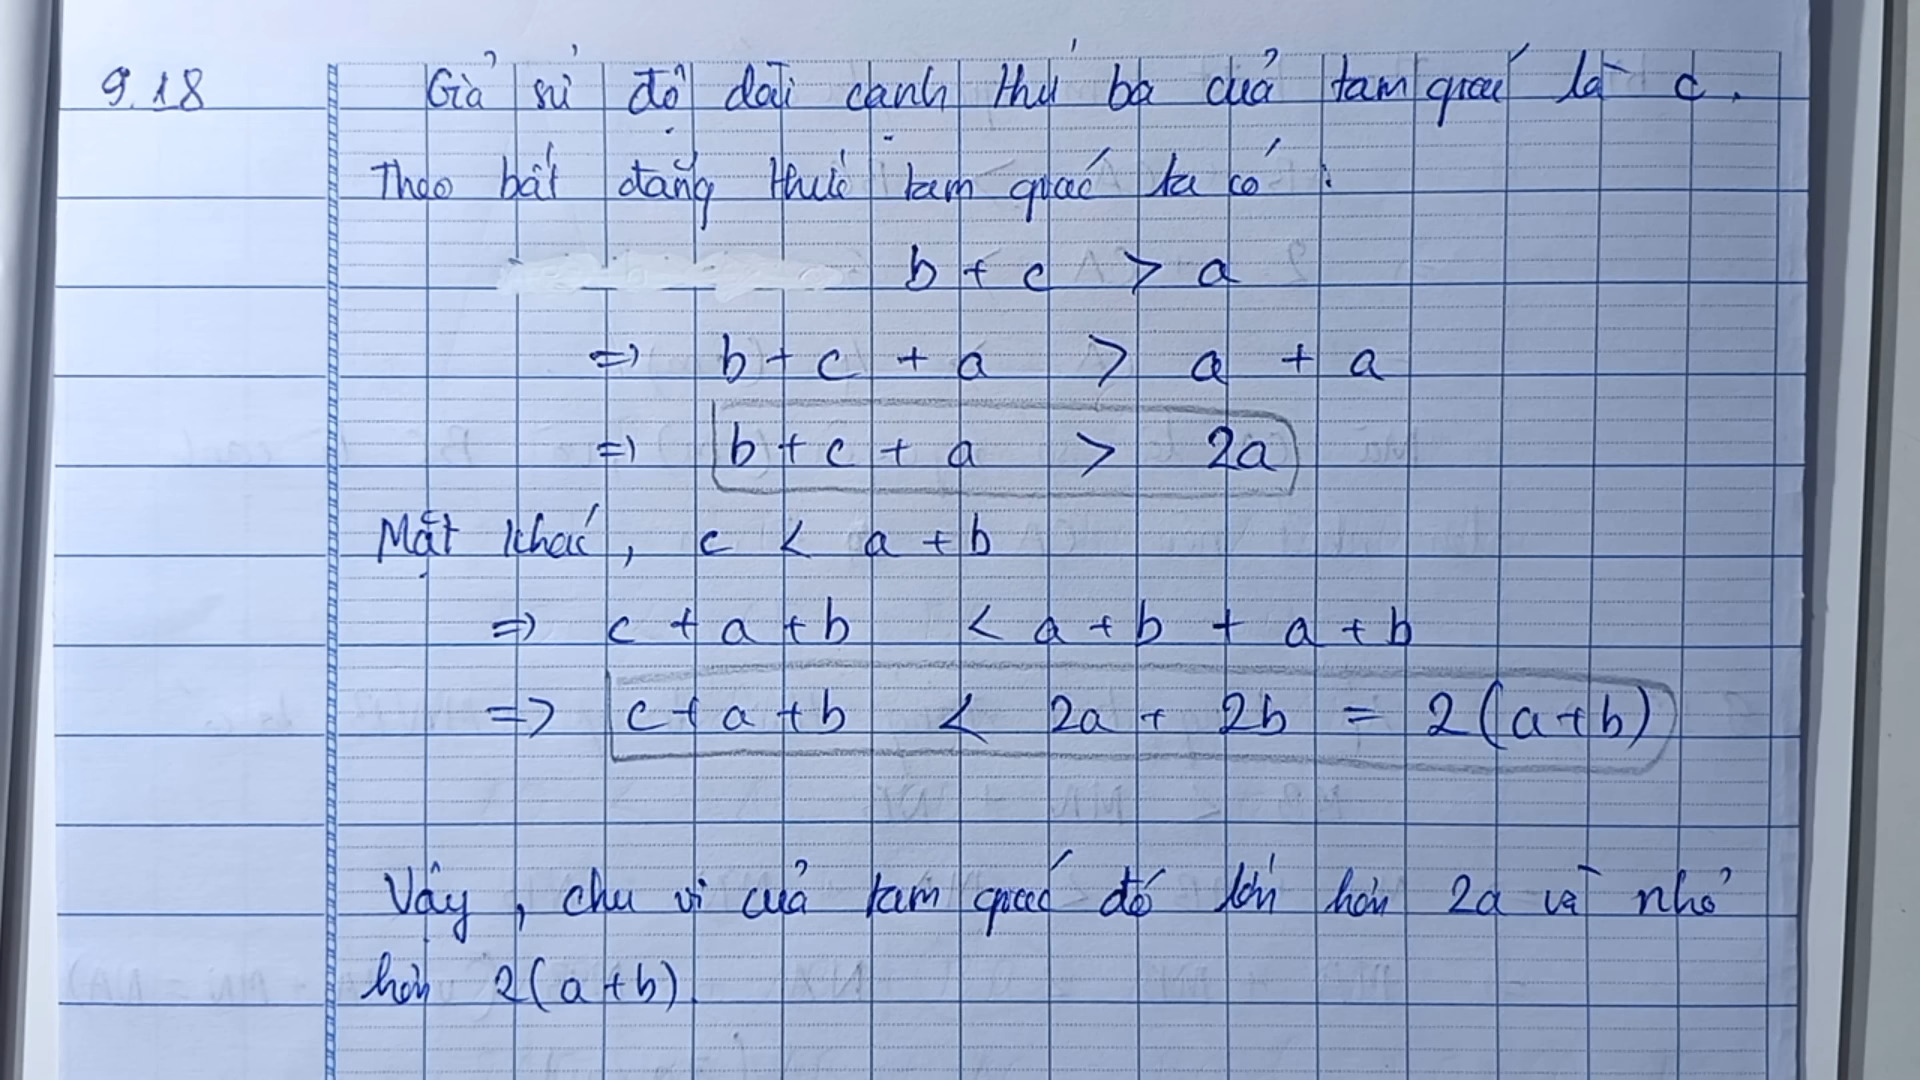 9.18 Giả sử độ dài cạnh thứ ba của tam giác là c.
Theo bất đẳng thức tam giác ta có :
b + c > a
=> b + c + a > a + a
=> b + c + a > 2a
Mặt khác, c < a + b
=> c + a + b < a + b + a + b
=> c + a + b < 2a + 2b = 2(a+b)
Vậy, chu vi của tam giác đó lớn hơn 2a và nhỏ
hơn 2(a+b).